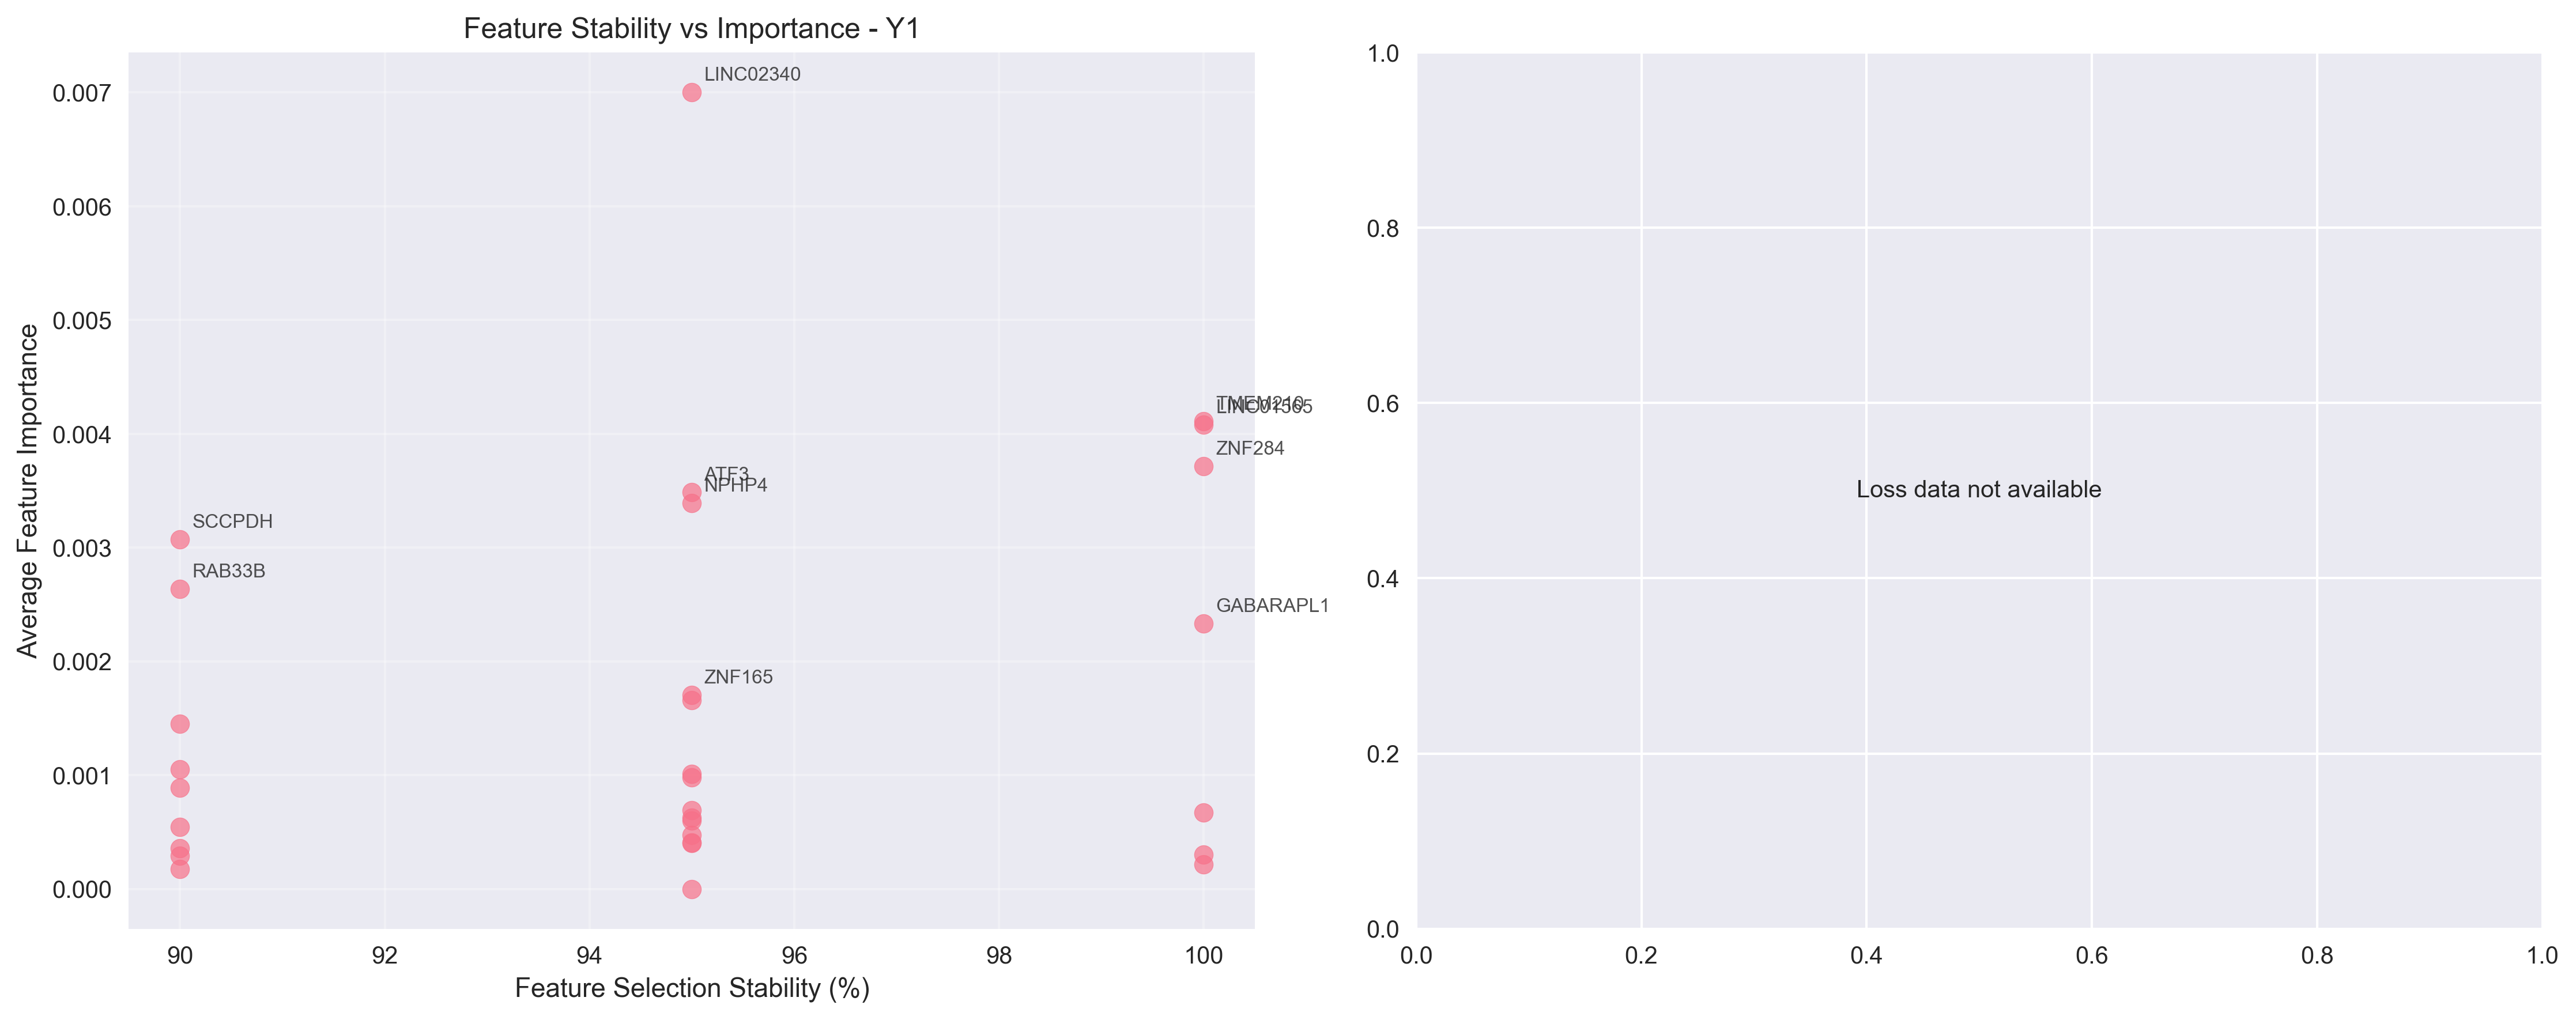 Feature Stability vs Importance - Y1
Average Feature Importance
0.007
0.006
0.005
0.004
0.003
0.002
0.001
0.000
LINC02340
TMEM210
LINC01565
ZNF284
ATF3
NPHP4
SCCPDH
RAB33B
GABARAPL1
ZNF165
90
92
94
96
98
100
Feature Selection Stability (%)
1.0
0.8
0.6
0.4
0.2
0.0
Loss data not available
0.0
0.2
0.4
0.6
0.8
1.0